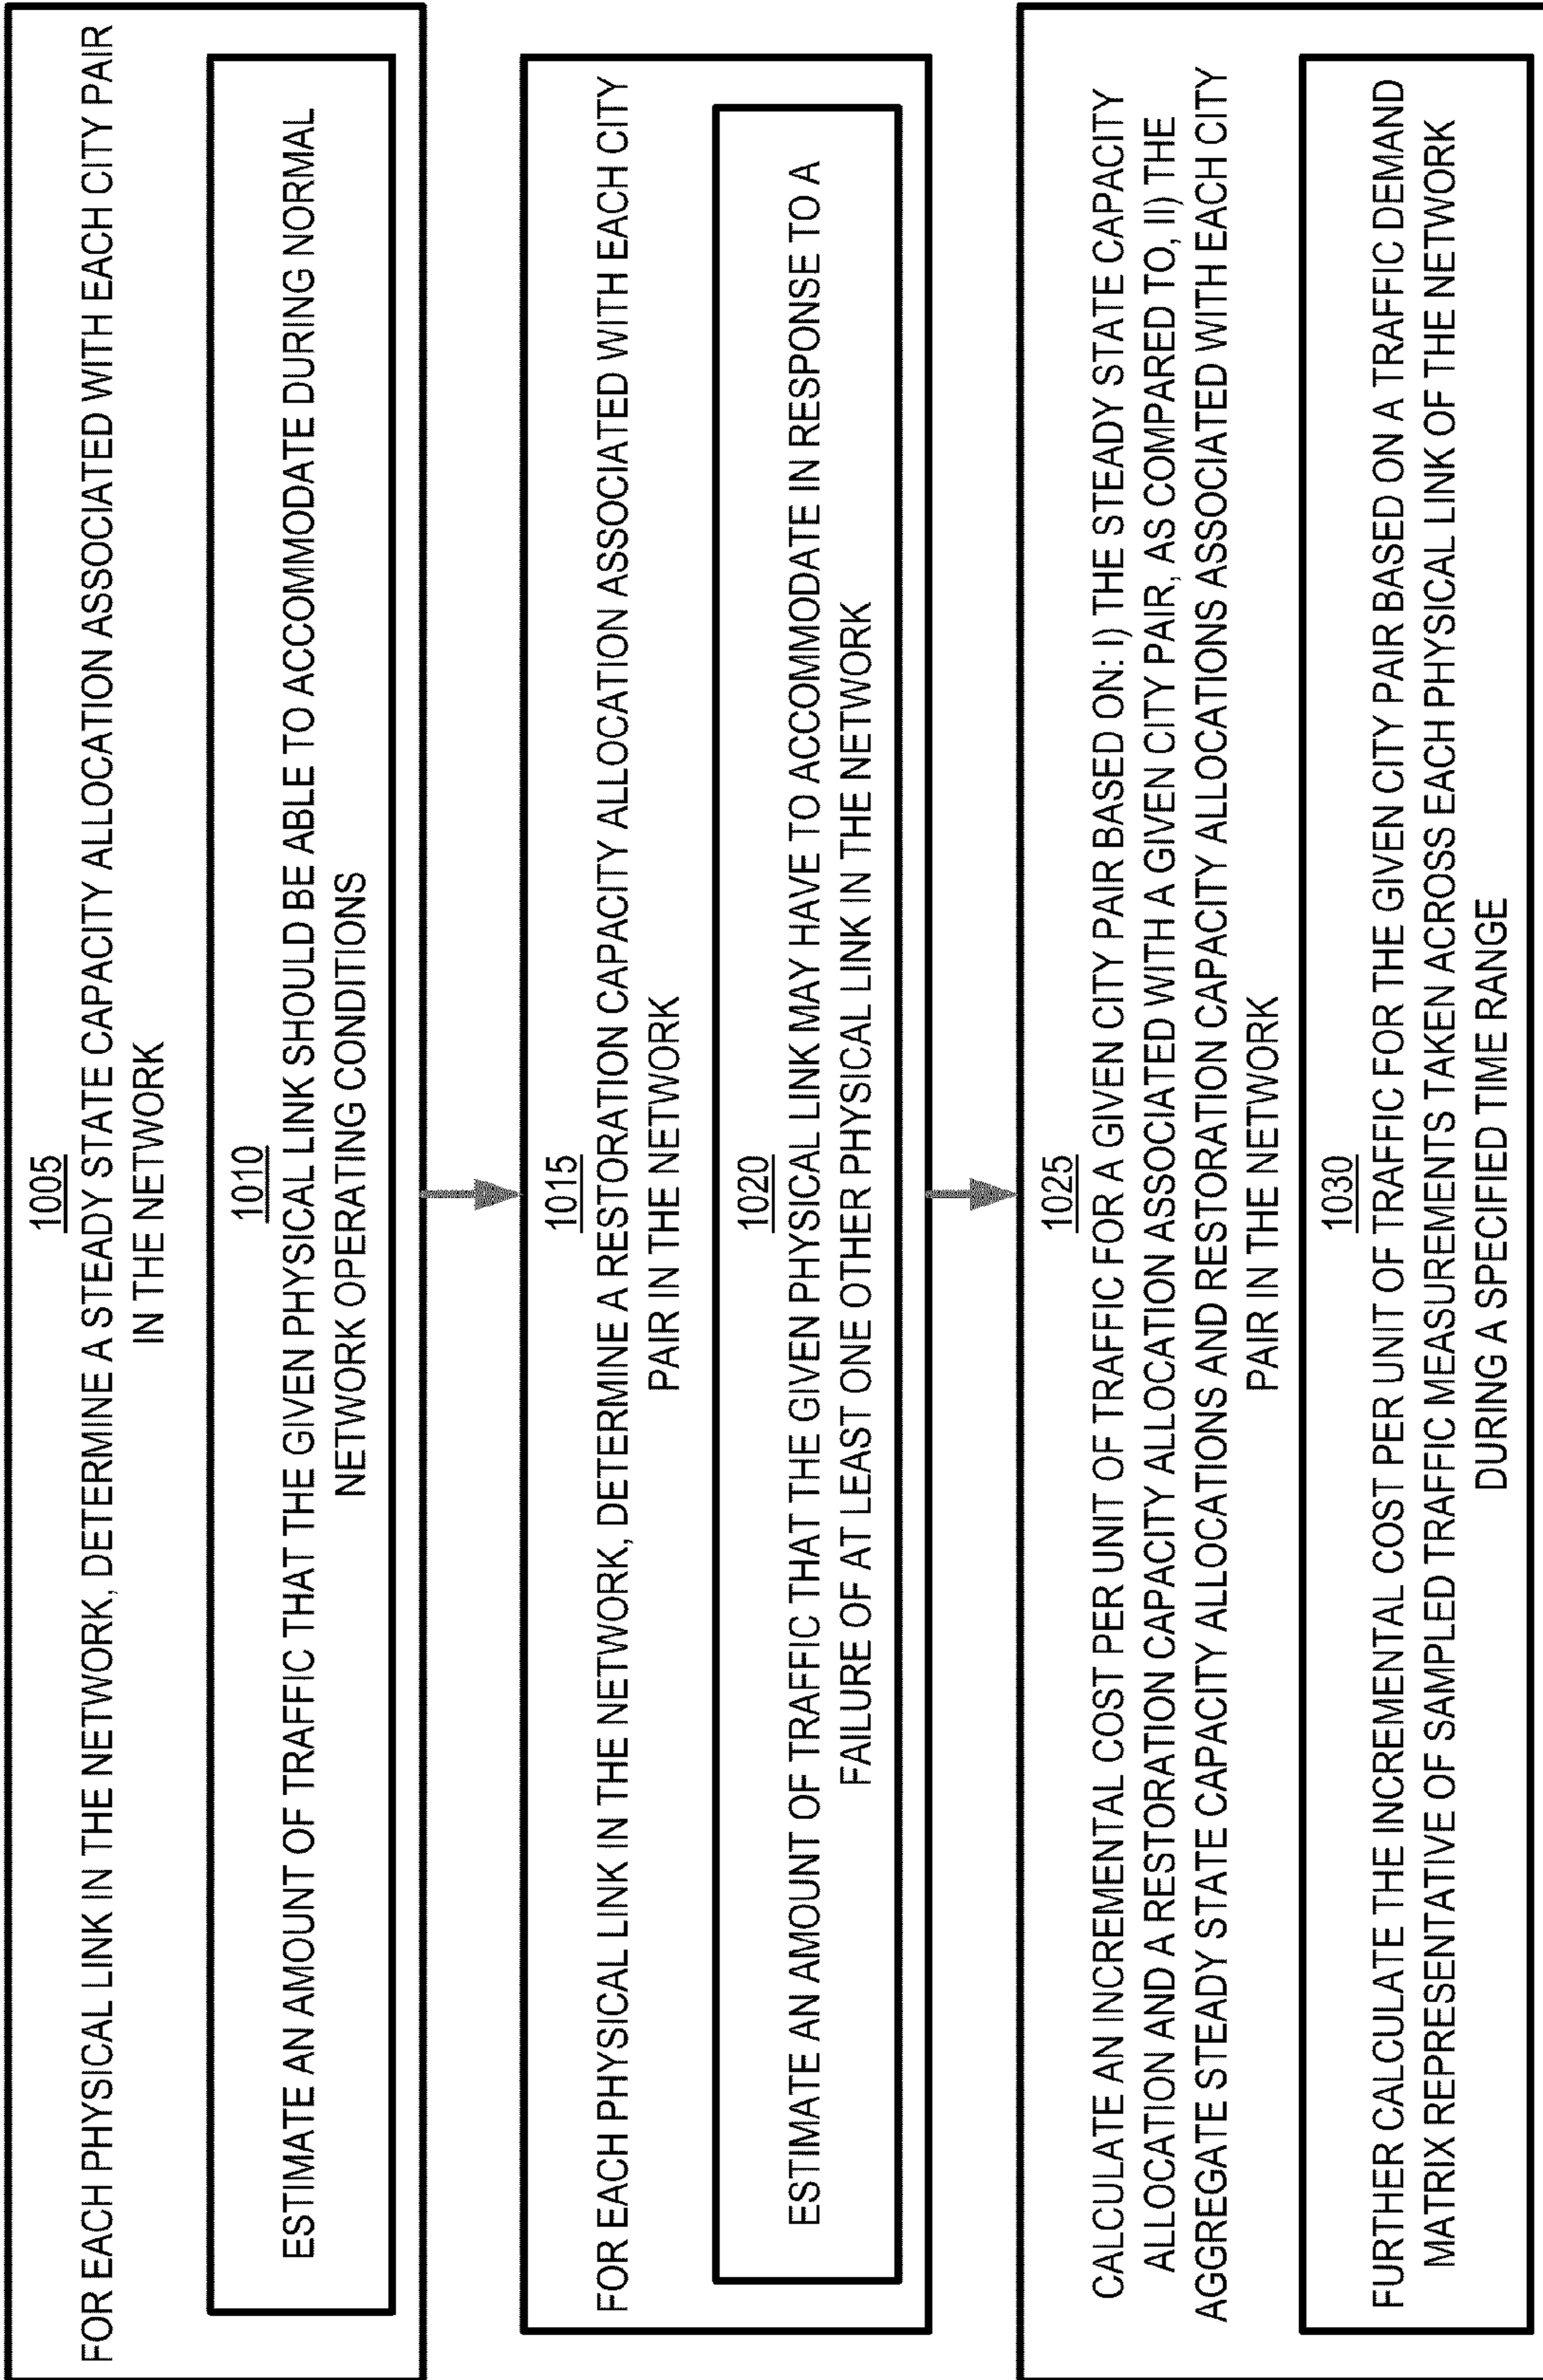 1005
FOR EACH PHYSICAL LINK IN THE NETWORK, DETERMINE A STEADY STATE CAPACITY ALLOCATION ASSOCIATED WITH EACH CITY PAIR
IN THE NETWORK
1010
ESTIMATE AN AMOUNT OF TRAFFIC THAT THE GIVEN PHYSICAL LINK SHOULD BE ABLE TO ACCOMMODATE DURING NORMAL
NETWORK OPERATING CONDITIONS
1015
FOR EACH PHYSICAL LINK IN THE NETWORK, DETERMINE A RESTORATION CAPACITY ALLOCATION ASSOCIATED WITH EACH CITY
PAIR IN THE NETWORK
1020
ESTIMATE AN AMOUNT OF TRAFFIC THAT THE GIVEN PHYSICAL LINK MAY HAVE TO ACCOMMODATE IN RESPONSE TO A
FAILURE OF AT LEAST ONE OTHER PHYSICAL LINK IN THE NETWORK
1025
CALCULATE AN INCREMENTAL COST PER UNIT OF TRAFFIC FOR A GIVEN CITY PAIR BASED ON: I) THE STEADY STATE CAPACITY
ALLOCATION AND A RESTORATION CAPACITY ALLOCATION ASSOCIATED WITH A GIVEN CITY PAIR, AS COMPARED TO, II) THE
AGGREGATE STEADY STATE CAPACITY ALLOCATIONS AND RESTORATION CAPACITY ALLOCATIONS ASSOCIATED WITH EACH CITY
PAIR IN THE NETWORK
1030
FURTHER CALCULATE THE INCREMENTAL COST PER UNIT OF TRAFFIC FOR THE GIVEN CITY PAIR BASED ON A TRAFFIC DEMAND
MATRIX REPRESENTATIVE OF SAMPLED TRAFFIC MEASUREMENTS TAKEN ACROSS EACH PHYSICAL LINK OF THE NETWORK
DURING A SPECIFIED TIME RANGE